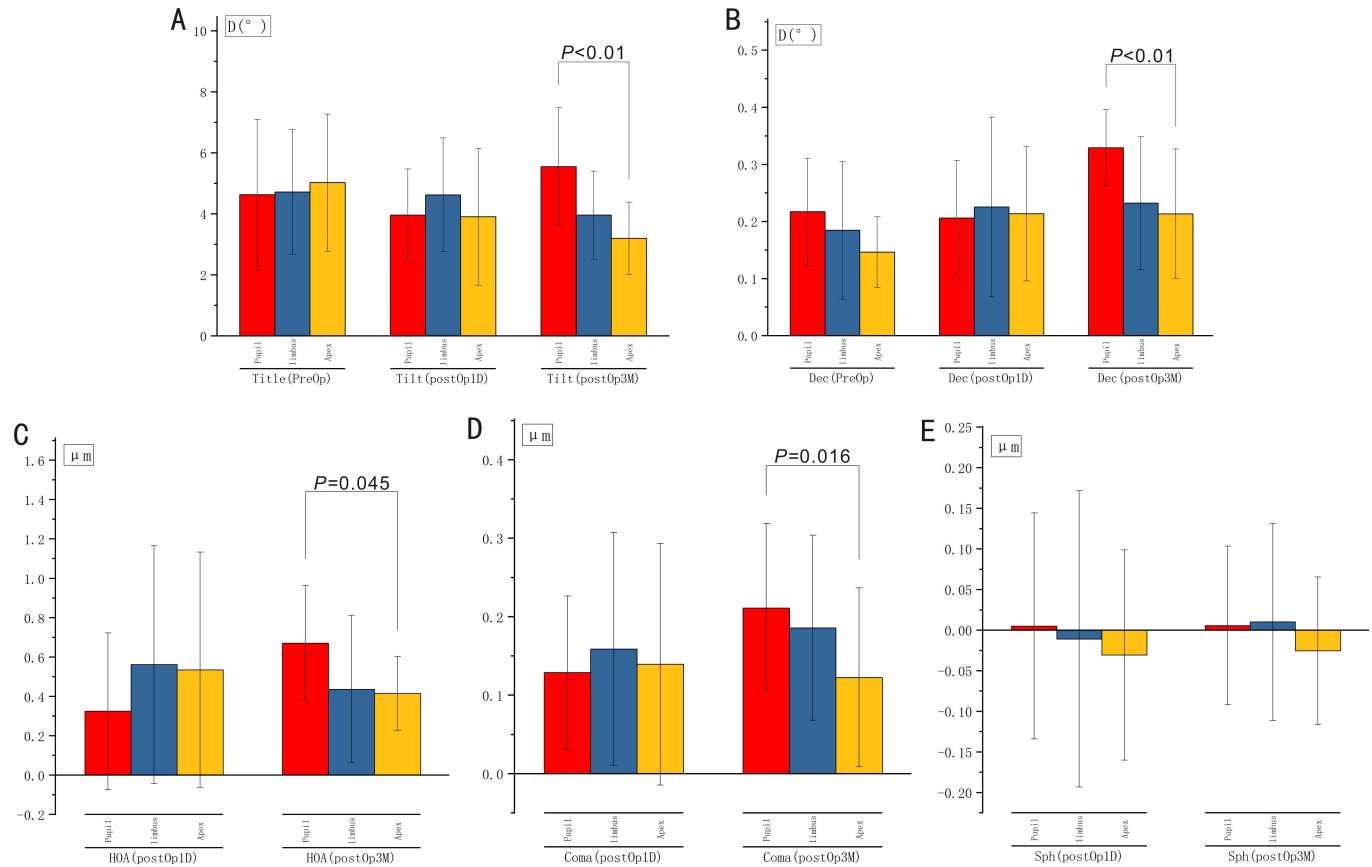 A
D(° )
10
8
6
4
2
0
P<0.01
Pupil
limbus
Apex
Pupil
limbus
Apex
Pupil
limbus
Apex
Title(PreOp)
Tilt(postOp1D)
Tilt(postOp3M)
B
D(° )
0.5
0.4
0.3
0.2
0.1
0.0
P<0.01
Pupil
limbus
Apex
Pupil
limbus
Apex
Pupil
limbus
Apex
Dec(PreOp)
Dec(postOp1D)
Dec(postOp3M)
C
μm
1.6
1.4
1.2
1.0
0.8
0.6
0.4
0.2
0.0
-0.2
P=0.045
Pupil
limbus
Apex
Pupil
limbus
Apex
HOA(postOp1D)
HOA(postOp3M)
D
μm
0.4
0.3
0.2
0.1
0.0
P=0.016
Pupil
limbus
Apex
Pupil
limbus
Apex
Coma(postOp1D)
Coma(postOp3M)
E
μm
0.25
0.20
0.15
0.10
0.05
0.00
-0.05
-0.10
-0.15
-0.20
Pupil
limbus
Apex
Pupil
limbus
Apex
Sph(postOp1D)
Sph(postOp3M)